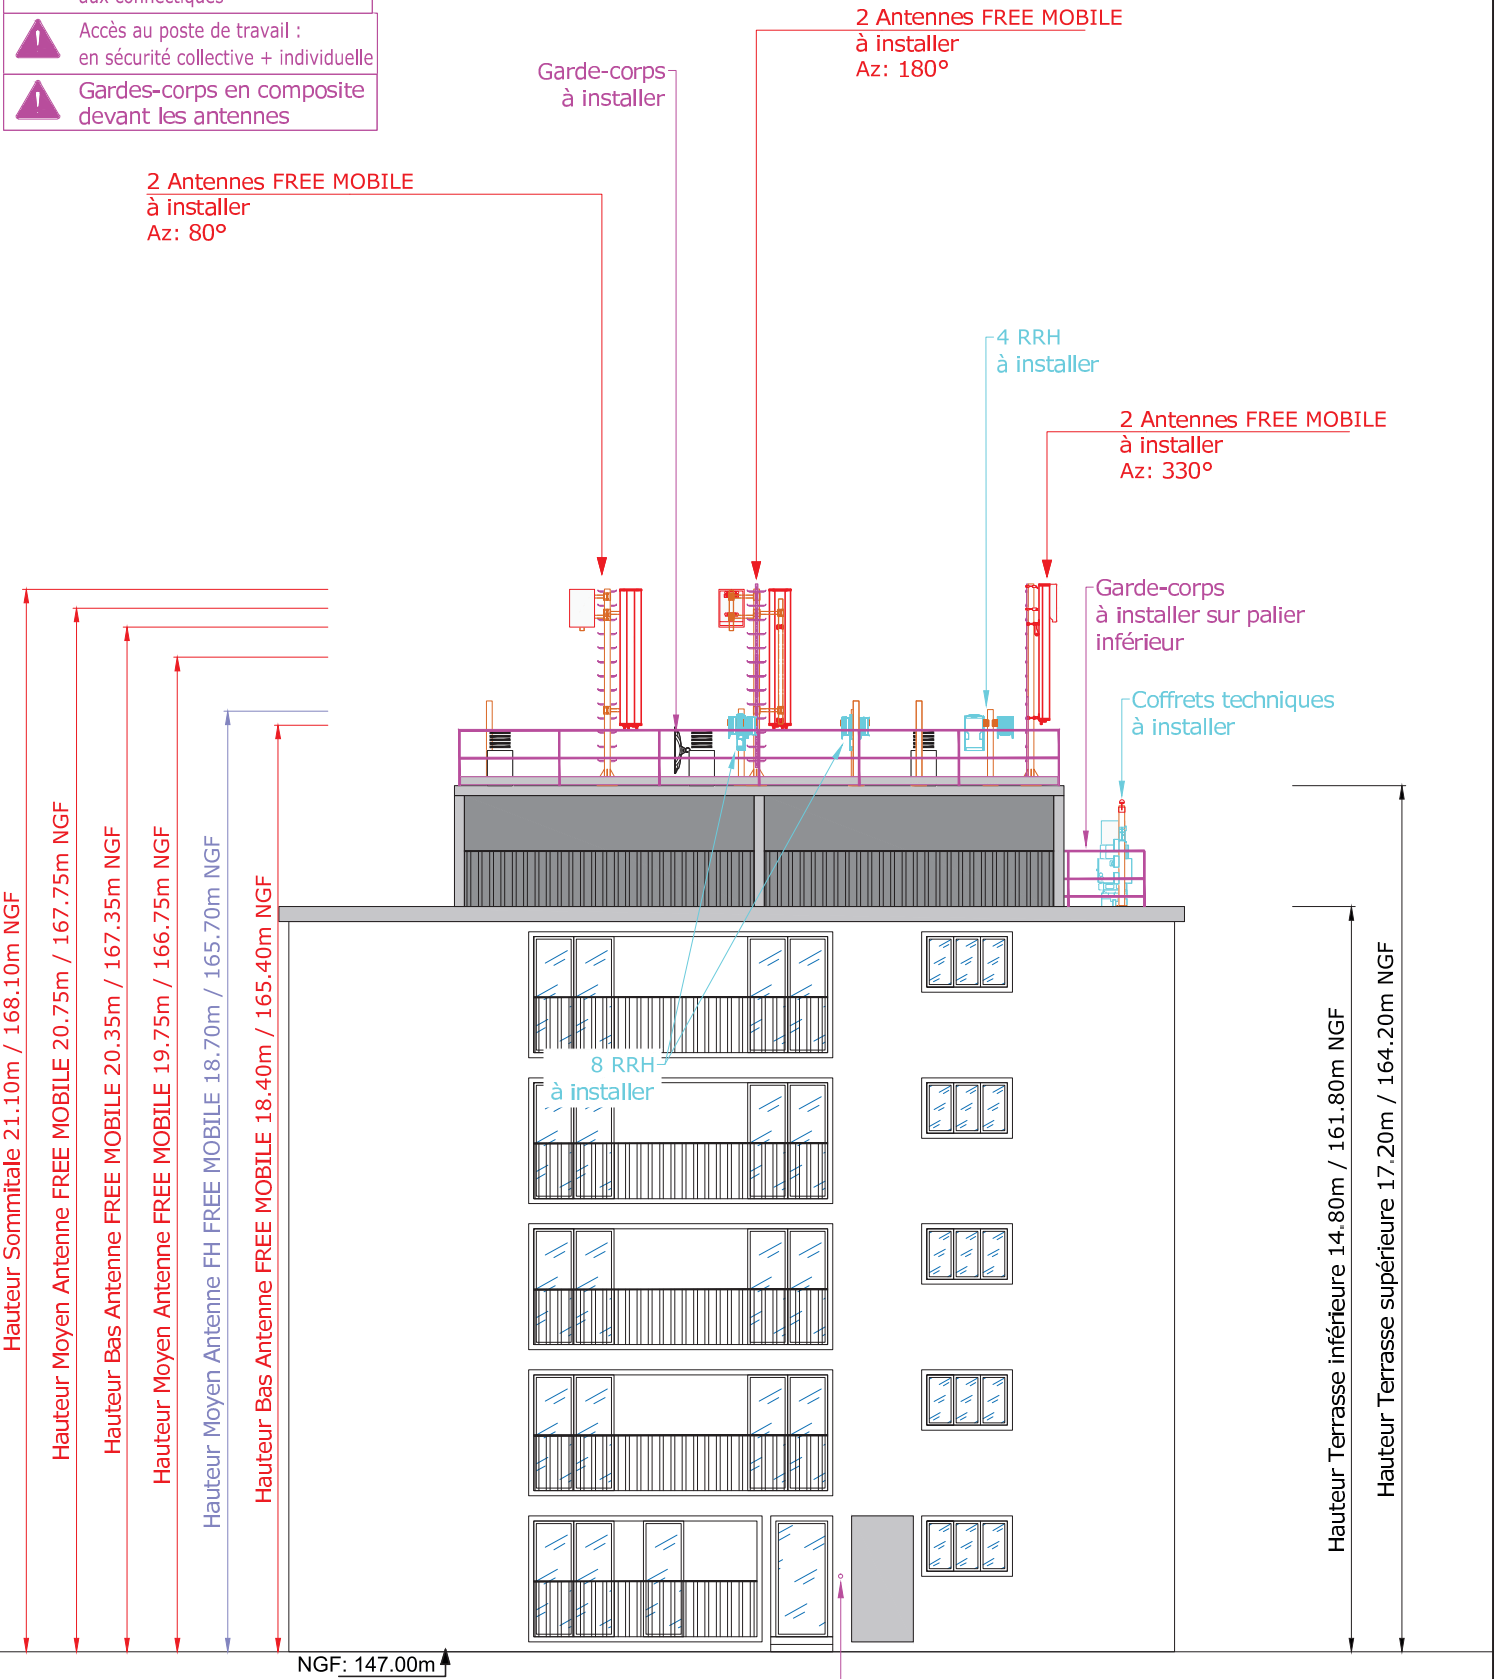 aux connectiques
Accès au poste de travail :
en sécurité collective + individuelle
Gardes-corps en composite
devant les antennes
2 Antennes FREE MOBILE
à installer
Az: 180°
Garde-corps
à installer
2 Antennes FREE MOBILE
à installer
Az: 80°
4 RRH
à installer
2 Antennes FREE MOBILE
à installer
Az: 330°
Garde-corps
à installer sur palier
inférieur
Coffrets techniques
à installer
8 RRH
à installer
Hauteur Sommitale 21.10m / 168.10m NGF
Hauteur Moyen Antenne FREE MOBILE 20.75m / 167.75m NGF
Hauteur Bas Antenne FREE MOBILE 20.35m / 167.35m NGF
Hauteur Moyen Antenne FREE MOBILE 19.75m / 166.75m NGF
Hauteur Moyen Antenne FH FREE MOBILE 18.70m / 165.70m NGF
Hauteur Bas Antenne FREE MOBILE 18.40m / 165.40m NGF
Hauteur Terrasse inférieure 14.80m / 161.80m NGF
Hauteur Terrasse supérieure 17.20m / 164.20m NGF
NGF: 147.00m